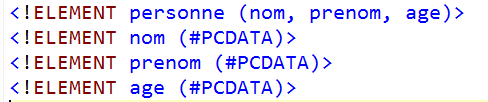 <!ELEMENT personne (nom, prenom, age)>
<!ELEMENT nom (#PCDATA)>
<!ELEMENT prenom (#PCDATA)>
<!ELEMENT age (#PCDATA)>